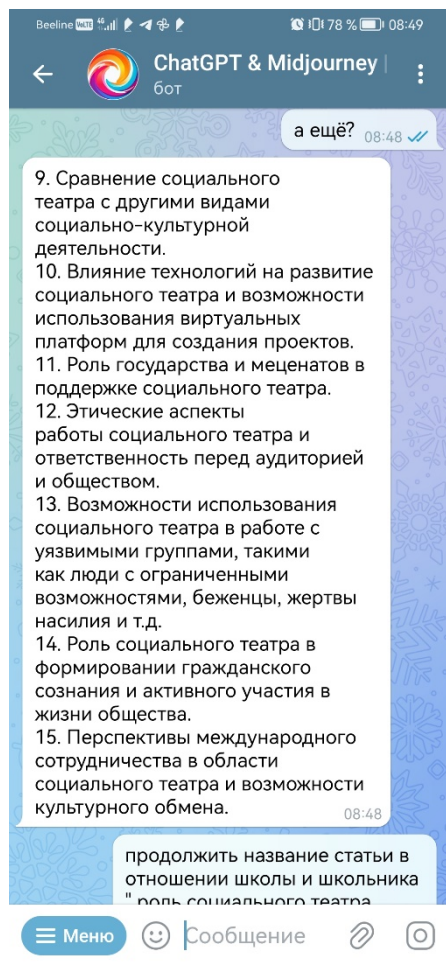 Beeline VoLTE 4G 78 % 08:49
ChatGPT & Midjourney |
бот
а ещё? 08:48
9. Сравнение социального
театра с другими видами
социально-культурной
деятельности.
10. Влияние технологий на развитие
социального театра и возможности
использования виртуальных
платформ для создания проектов.
11. Роль государства и меценатов в
поддержке социального театра.
12. Этические аспекты
работы социального театра и
ответственность перед аудиторией
и обществом.
13. Возможности использования
социального театра в работе с
уязвимыми группами, такими
как люди с ограниченными
возможностями, беженцы, жертвы
насилия и т.д.
14. Роль социального театра в
формировании гражданского
сознания и активного участия в
жизни общества.
15. Перспективы международного
сотрудничества в области
социального театра и возможности
культурного обмена.
08:48
продолжить название статьи в
отношении школы и школьника
" роль социального театра
Меню Сообщение